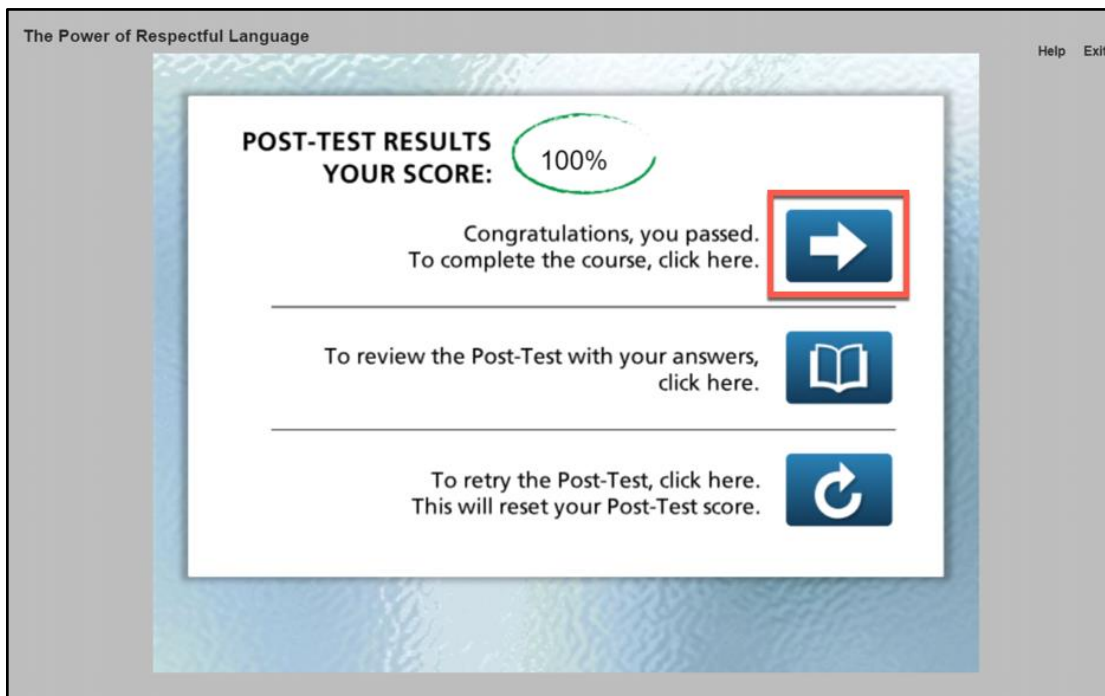 The Power of Respectful Language
Help Exit
POST-TEST RESULTS
YOUR SCORE:
100%
Congratulations, you passed.
To complete the course, click here.
To review the Post-Test with your answers,
click here.
To retry the Post-Test, click here.
This will reset your Post-Test score.